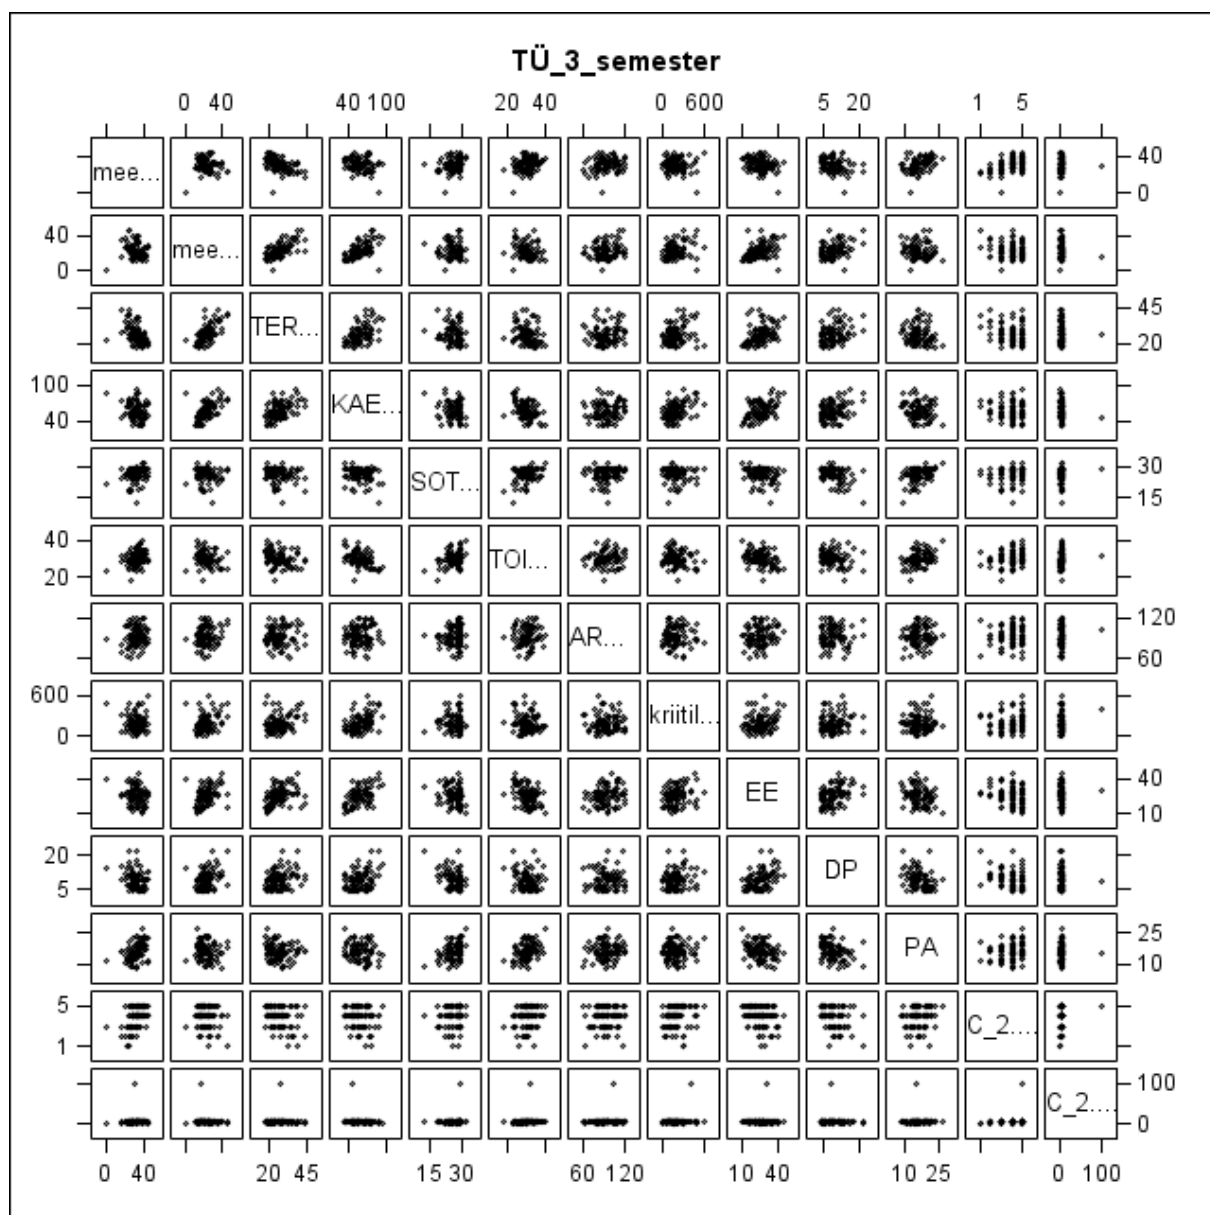 TÜ_3_semester
0 40 40 100 20 40 0 600 5 20 1 5
mee... 40 0
40 0 mee...
TER... 45 20
100 40 KAE...
SOT... 30 15
40 20 TOI...
AR... 120 60
600 0 kriitil...
EE 40 10
20 5 DP
PA 25 10
5 1 C_2....
C_2.... 100 0
0 40 20 45 15 30 60 120 10 40 10 25 0 100